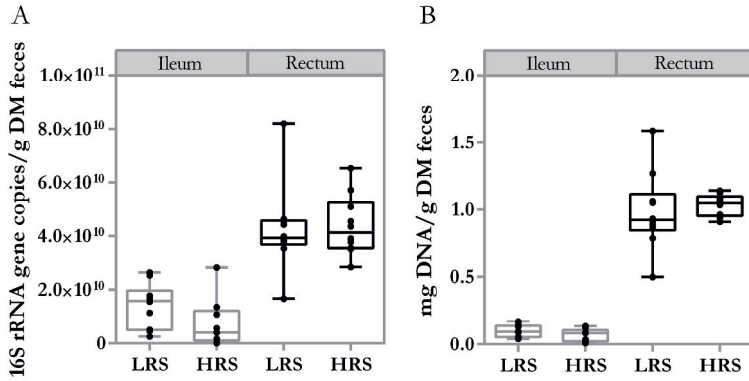 A
16S rRNA gene copies/g DM feces
Ileum Rectum
1.0×10¹¹
8.0×10¹⁰
6.0×10¹⁰
4.0×10¹⁰
2.0×10¹⁰
0
LRS HRS LRS HRS
B
mg DNA/g DM feces
Ileum Rectum
2.0
1.5
1.0
0.5
0.0
LRS HRS LRS HRS